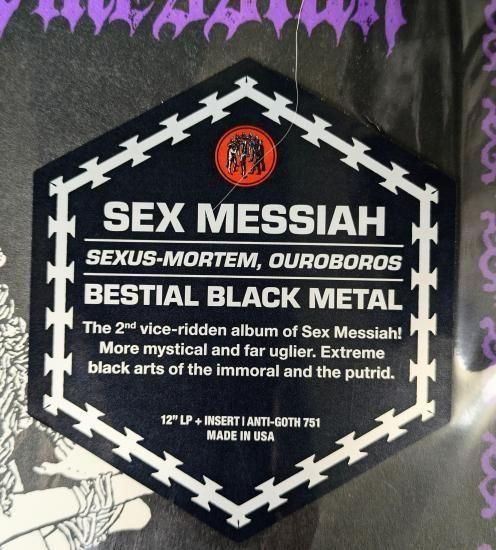 Messiah
SEX MESSIAH
SEXUS-MORTEM, OUROBOROS
BESTIAL BLACK METAL
The 2nd vice-ridden album of Sex Messiah!
More mystical and far uglier. Extreme
black arts of the immoral and the putrid.
12" LP + INSERT | ANTI-GOTH 751
MADE IN USA